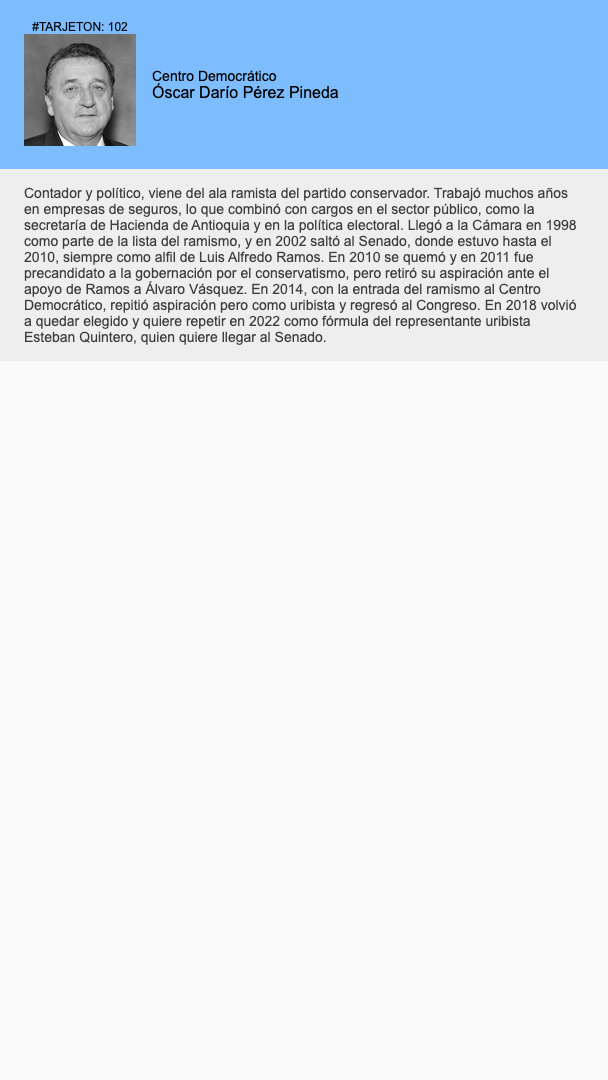 #TARJETON: 102
Centro Democrático
Óscar Darío Pérez Pineda
Contador y político, viene del ala ramista del partido conservador. Trabajó muchos años
en empresas de seguros, lo que combinó con cargos en el sector público, como la
secretaría de Hacienda de Antioquia y en la política electoral. Llegó a la Cámara en 1998
como parte de la lista del ramismo, y en 2002 saltó al Senado, donde estuvo hasta el
2010, siempre como alfil de Luis Alfredo Ramos. En 2010 se quemó y en 2011 fue
precandidato a la gobernación por el conservatismo, pero retiró su aspiración ante el
apoyo de Ramos a Álvaro Vásquez. En 2014, con la entrada del ramismo al Centro
Democrático, repitió aspiración pero como uribista y regresó al Congreso. En 2018 volvió
a quedar elegido y quiere repetir en 2022 como fórmula del representante uribista
Esteban Quintero, quien quiere llegar al Senado.